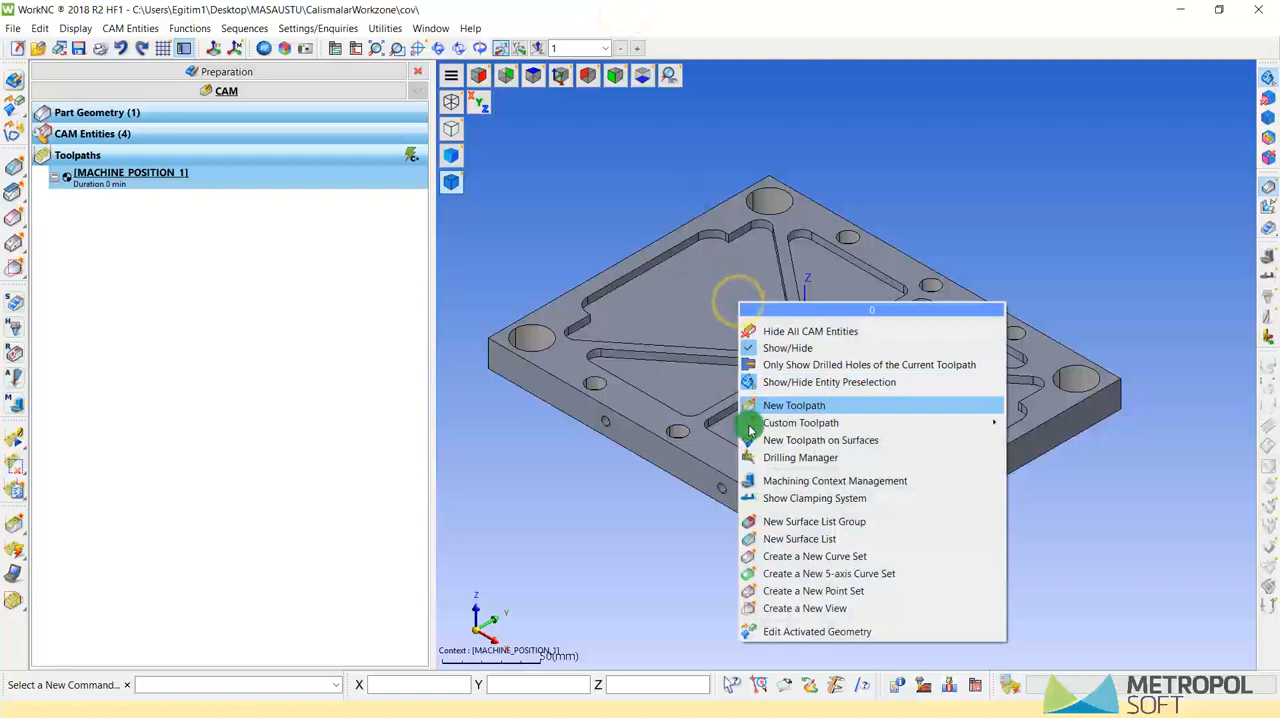 WorkNC ® 2018 R2 HF1 - C:\Users\Egitim1\Desktop\MASAUSTU\CalismalarWorkzone\cov\
File Edit Display CAM Entities Functions Sequences Settings/Enquiries Utilities Window Help
1
Preparation
CAM
Part Geometry (1)
CAM Entities (4)
Toolpaths
[MACHINE_POSITION_1]
Duration 0 min
X
Y
Z
Z
0
Hide All CAM Entities
Show/Hide
Only Show Drilled Holes of the Current Toolpath
Show/Hide Entity Preselection
New Toolpath
Custom Toolpath
New Toolpath on Surfaces
Drilling Manager
Machining Context Management
Show Clamping System
New Surface List Group
New Surface List
Create a New Curve Set
Create a New 5-axis Curve Set
Create a New Point Set
Create a New View
Edit Activated Geometry
Z
Y
X
Context : [MACHINE_POSITION_1]
50(mm)
Select a New Command... X Y Z
METROPOL
SOFT